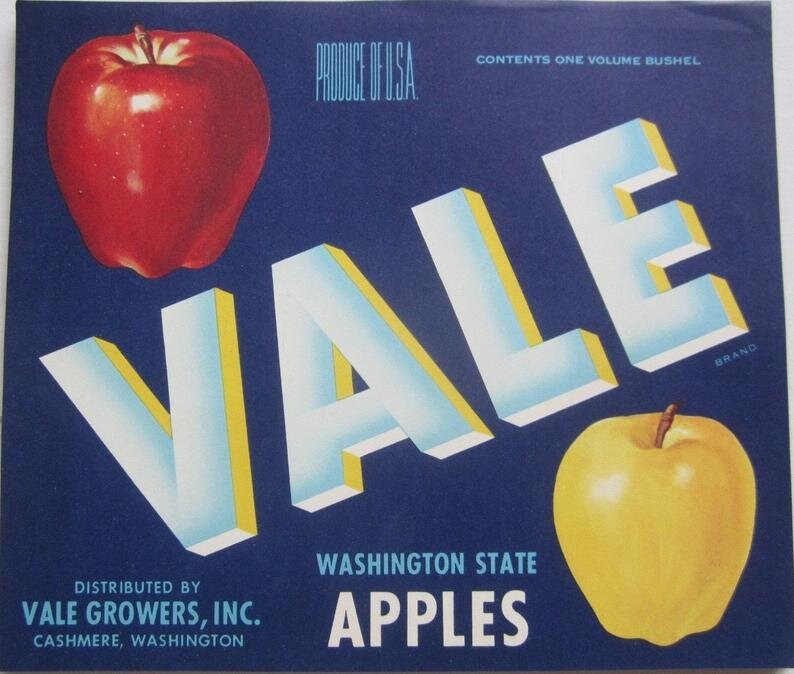 PRODUCE OF U.S.A.
CONTENTS ONE VOLUME BUSHEL
VALE
BRAND
DISTRIBUTED BY
VALE GROWERS, INC.
CASHMERE, WASHINGTON
WASHINGTON STATE
APPLES